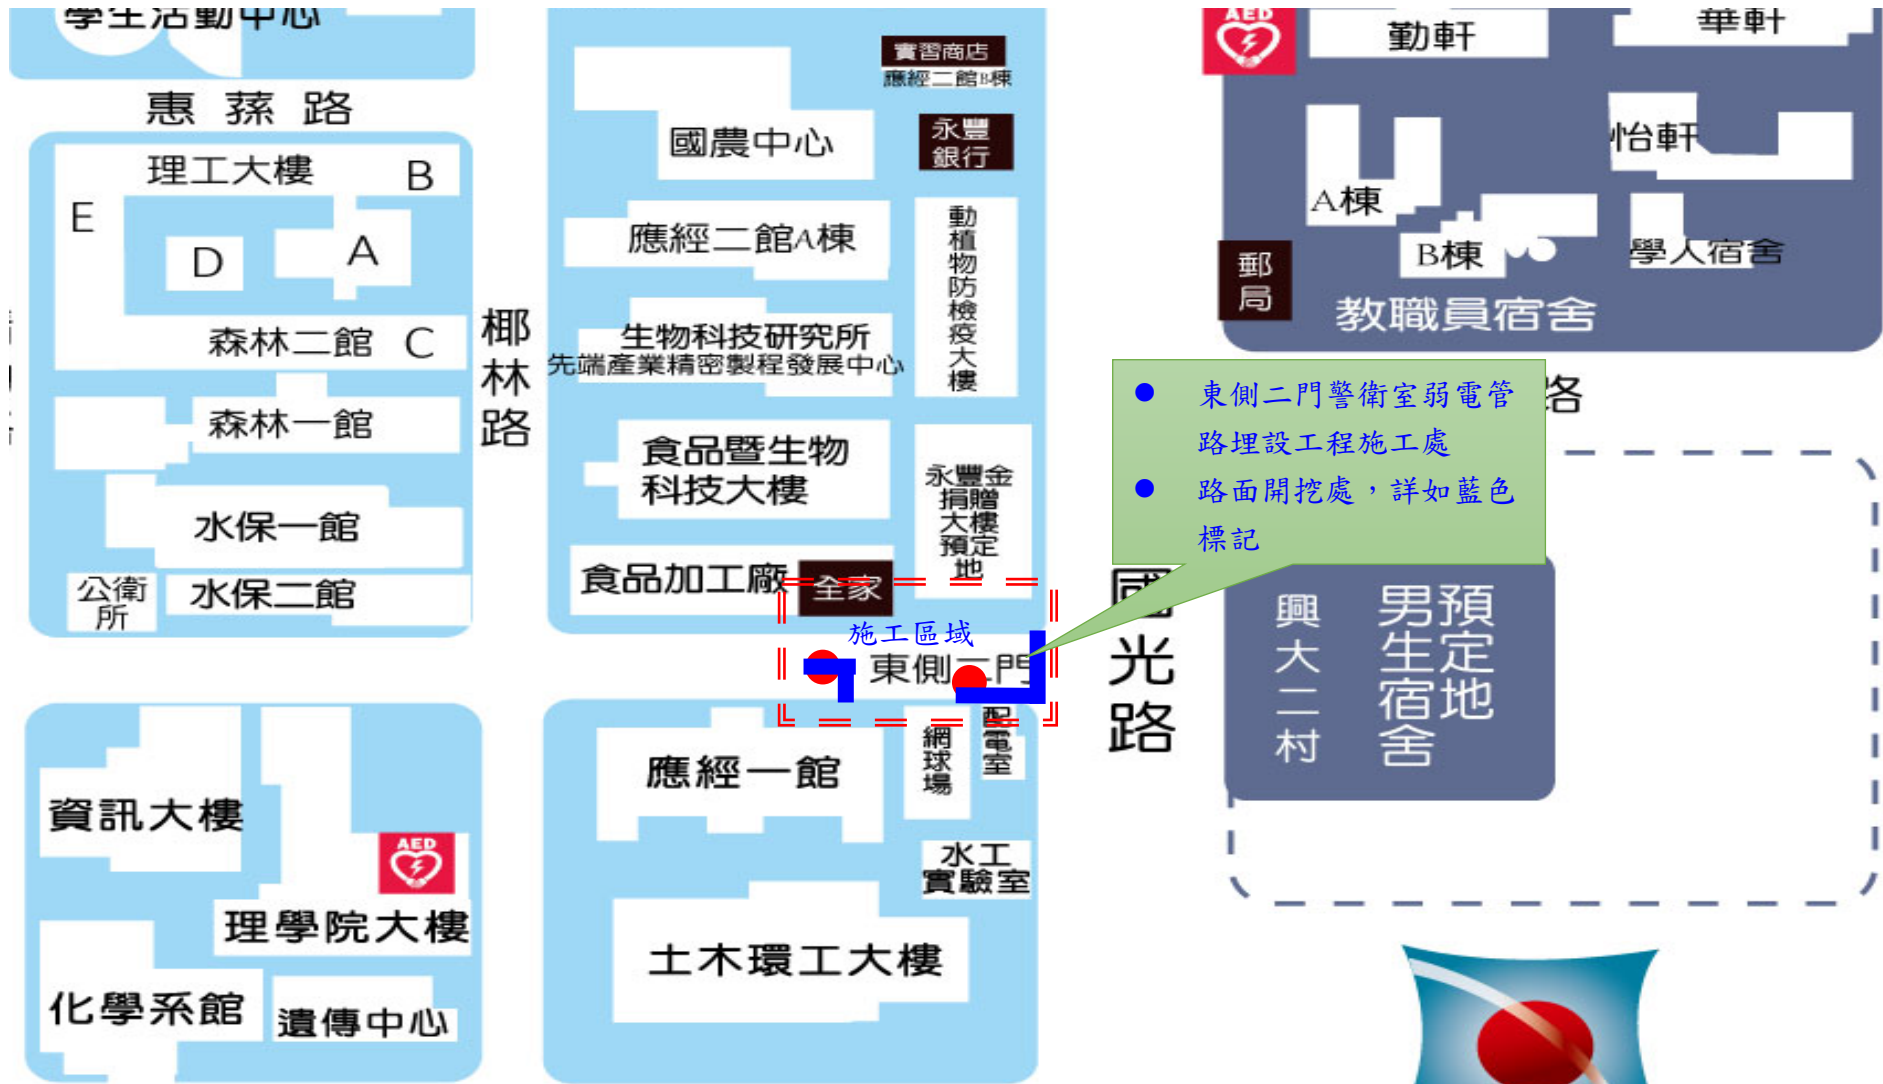 學生活動中心
惠蓀路
理工大樓
B
E
D
A
森林二館
C
森林一館
水保一館
公衛
所
水保二館
椰林路
實習商店
應經二館B棟
國農中心
永豐
銀行
應經二館A棟
動植物防檢疫大樓
生物科技研究所
先端產業精密製程發展中心
食品暨生物
科技大樓
永豐金
捐贈
大樓
預定
地
食品加工廠
全家
施工區域
東側二門
AED
勤軒
華軒
怡軒
A棟
B棟
學人宿舍
郵局
教職員宿舍
路
● 東側二門警衛室弱電管
路埋設工程施工處
● 路面開挖處，詳如藍色
標記
國光路
興大二村
男生宿舍
預定地
資訊大樓
AED
理學院大樓
化學系館
遺傳中心
應經一館
網球場
配電室
水工
實驗室
土木環工大樓